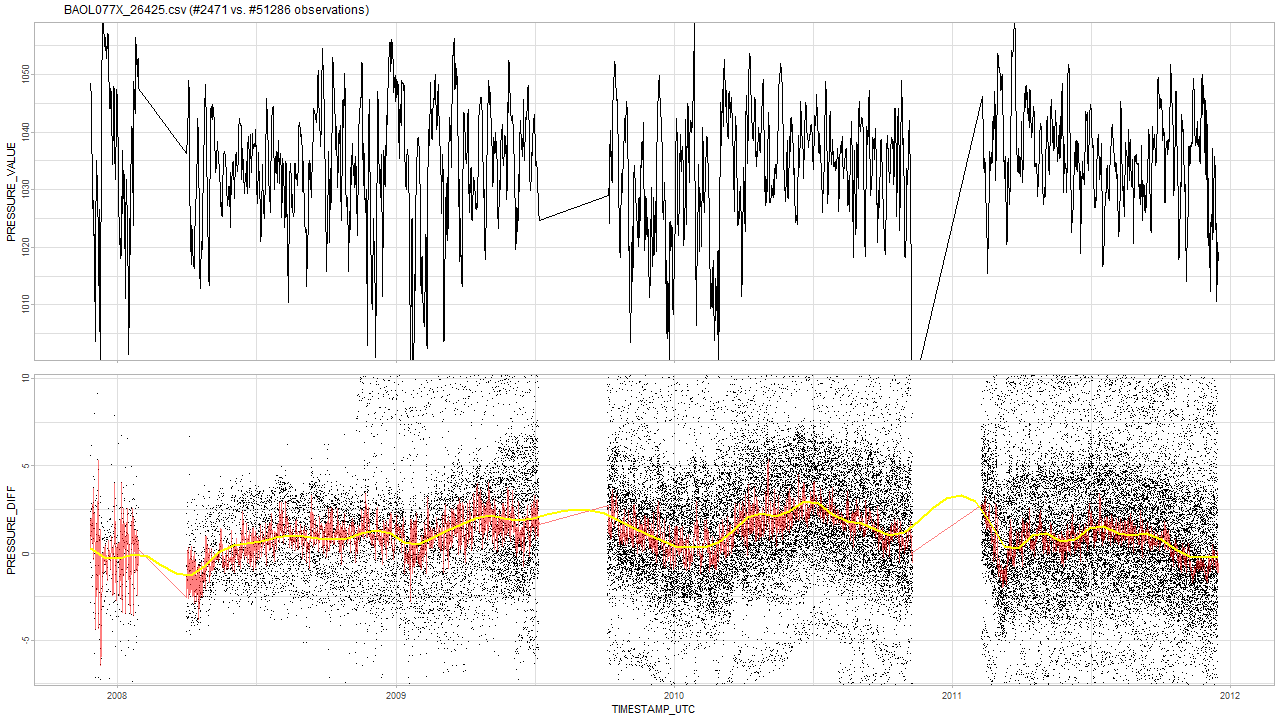 BAOL077X_26425.csv (#2471 vs. #51286 observations)
PRESSURE_VALUE
1050
1040
1030
1020
1010
PRESSURE_DIFF
10
5
0
-5
2008 2009 2010 2011 2012
TIMESTAMP_UTC